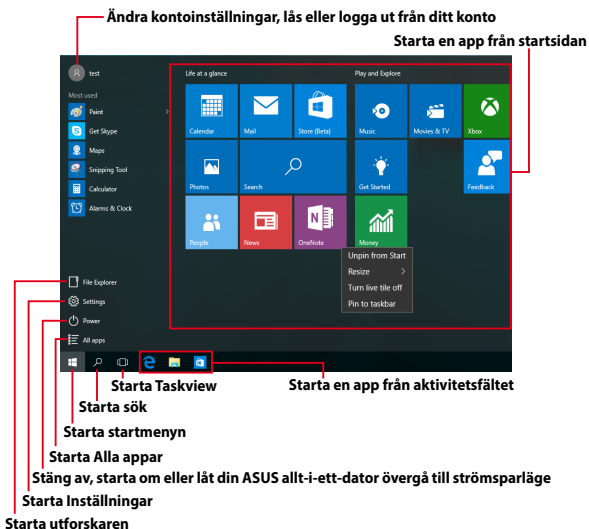 Ändra kontoinställningar, lås eller logga ut från ditt konto
Starta en app från startsidan
test
Life at a glance
Play and Explore
Most used
Paint
Get Skype
Maps
Snipping Tool
Calculator
Alarms & Clock
Calendar
Mail
Store (Beta)
Music
Movies & TV
Xbox
Photos
Search
Get Started
Feedback
People
News
OneNote
Money
Unpin from Start
Resize
Turn live tile off
Pin to taskbar
File Explorer
Settings
Power
All apps
Starta Taskview
Starta en app från aktivitetsfältet
Starta sök
Starta startmenyn
Starta Alla appar
Stäng av, starta om eller låt din ASUS allt-i-ett-dator övergå till strömsparläge
Starta Inställningar
Starta utforskaren